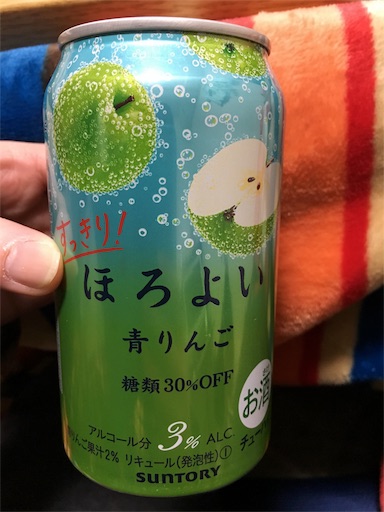 すっきり!
ほろよい
青りんご
糖類30%OFF
お酒
アルコール分 3% ALC.
りんご果汁2% リキュール(発泡性)①
SUNTORY